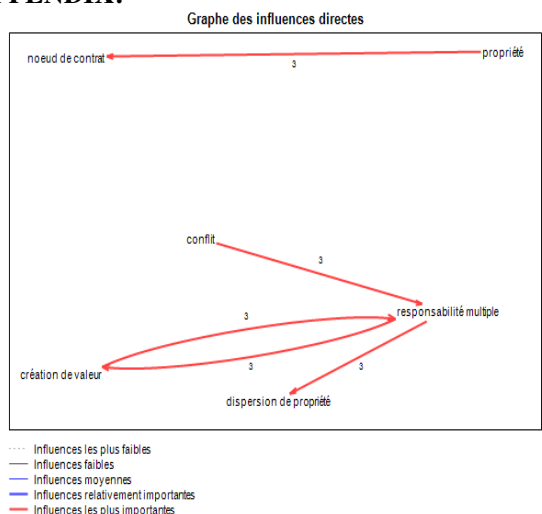 Graphe des influences directes
noeud de contrat
propriété
3
conflit
3
responsabilité multiple
3
3
3
création de valeur
dispersion de propriété
Influences les plus faibles
Influences faibles
Influences moyennes
Influences relativement importantes
Influences les plus importantes